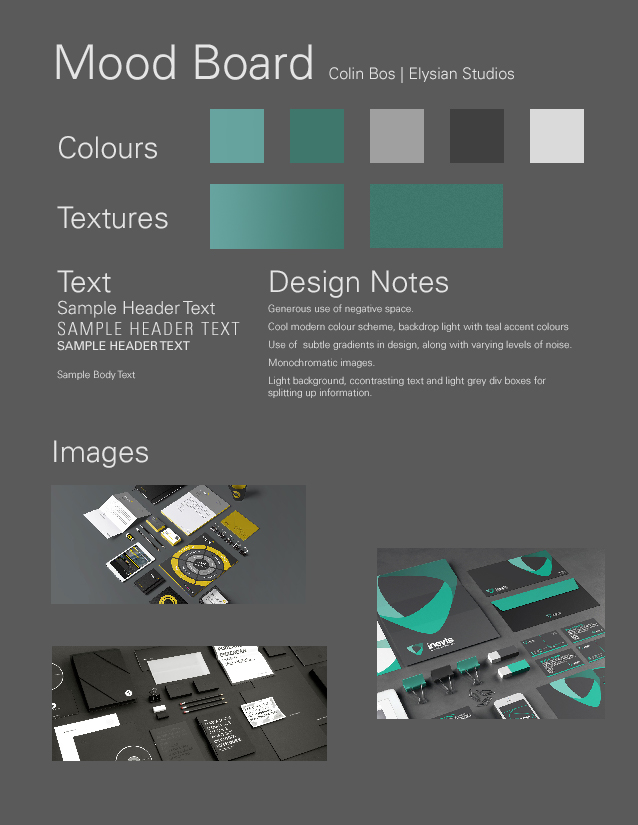 Mood Board Colin Bos | Elysian Studios
Colours
Textures
Text
Sample Header Text
SAMPLE HEADER TEXT
SAMPLE HEADER TEXT
Sample Body Text
Design Notes
Generous use of negative space.
Cool modern colour scheme, backdrop light with teal accent colours
Use of  subtle gradients in design, along with varying levels of noise.
Monochromatic images.
Light background, ccontrasting text and light grey div boxes for
splitting up information.
Images
inevis